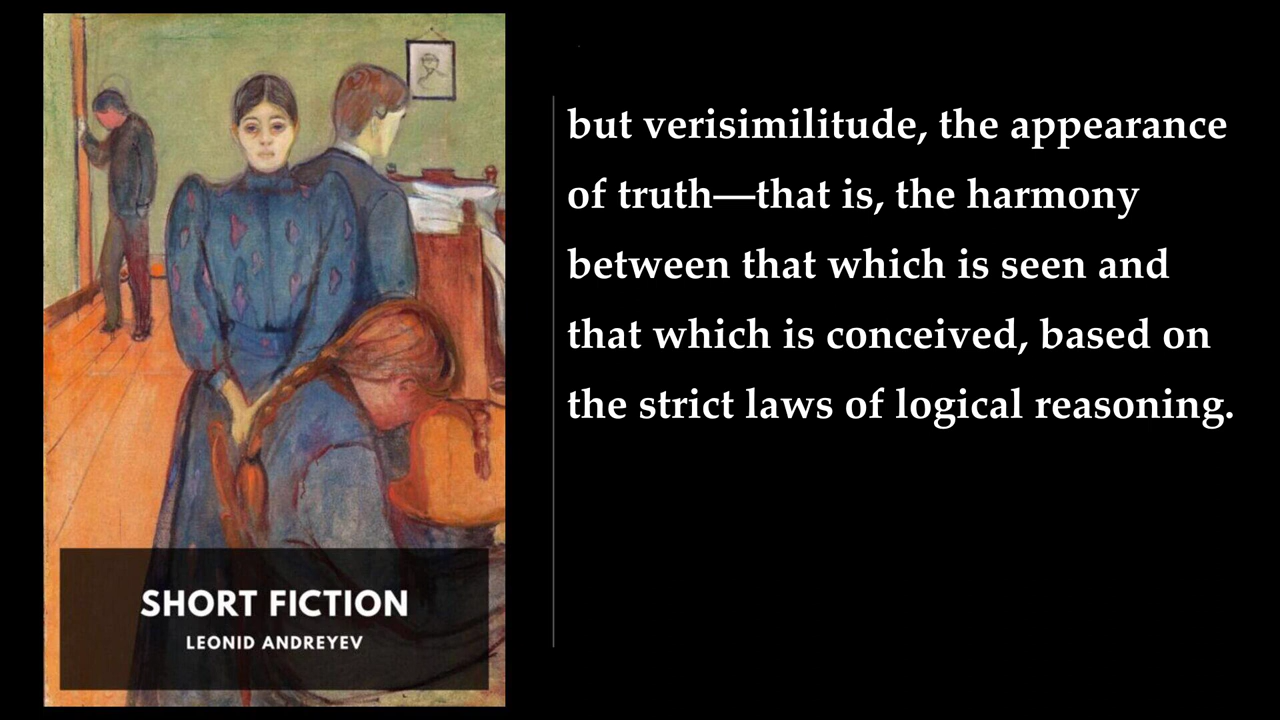 SHORT FICTION
LEONID ANDREYEV
but verisimilitude, the appearance
of truth—that is, the harmony
between that which is seen and
that which is conceived, based on
the strict laws of logical reasoning.